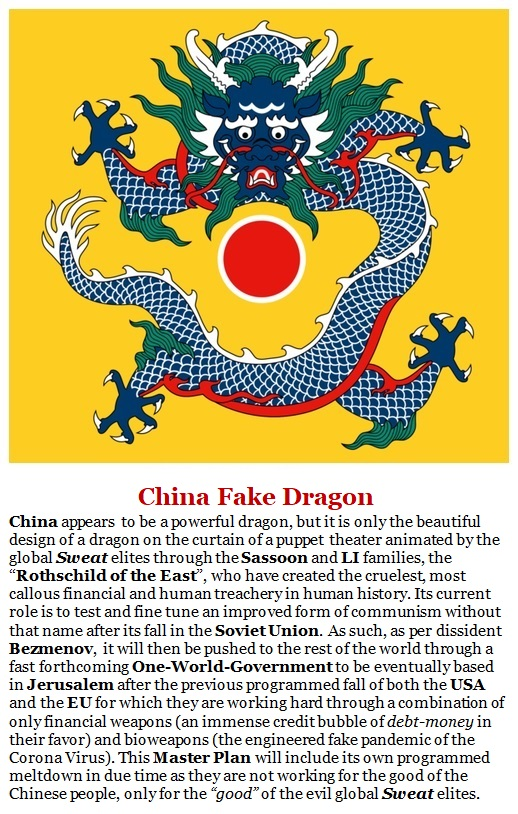 China Fake Dragon
China appears to be a powerful dragon, but it is only the beautiful
design of a dragon on the curtain of a puppet theater animated by the
global Sweat elites through the Sassoon and LI families, the
“Rothschild of the East”, who have created the cruelest, most
callous financial and human treachery in human history. Its current
role is to test and fine tune an improved form of communism without
that name after its fall in the Soviet Union. As such, as per dissident
Bezmenov, it will then be pushed to the rest of the world through a
fast forthcoming One-World-Government to be eventually based
in Jerusalem after the previous programmed fall of both the USA
and the EU for which they are working hard through a combination of
only financial weapons (an immense credit bubble of debt-money in
their favor) and bioweapons (the engineered fake pandemic of the
Corona Virus). This Master Plan will include its own programmed
meltdown in due time as they are not working for the good of the
Chinese people, only for the “good” of the evil global Sweat elites.